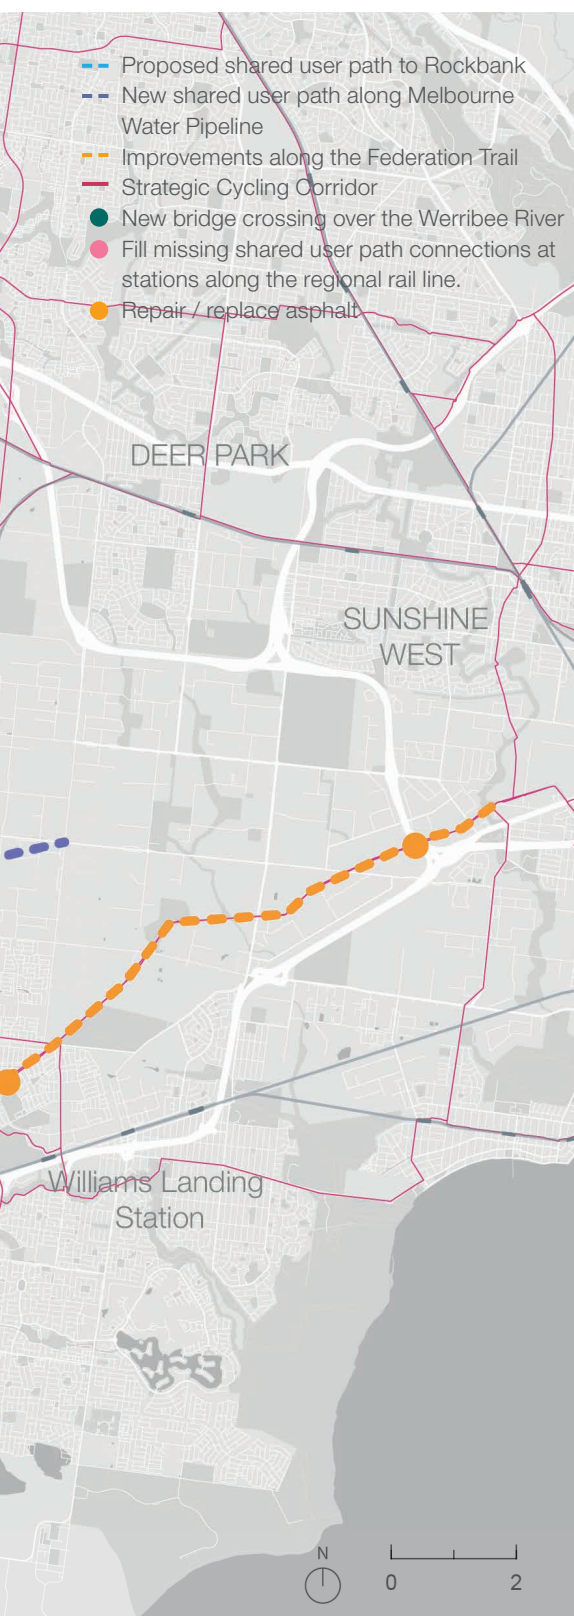 Proposed shared user path to Rockbank
New shared user path along Melbourne
Water Pipeline
Improvements along the Federation Trail
Strategic Cycling Corridor
New bridge crossing over the Werribee River
Fill missing shared user path connections at
stations along the regional rail line.
Repair / replace asphalt
DEER PARK
SUNSHINE
WEST
Williams Landing
Station
N
0 2